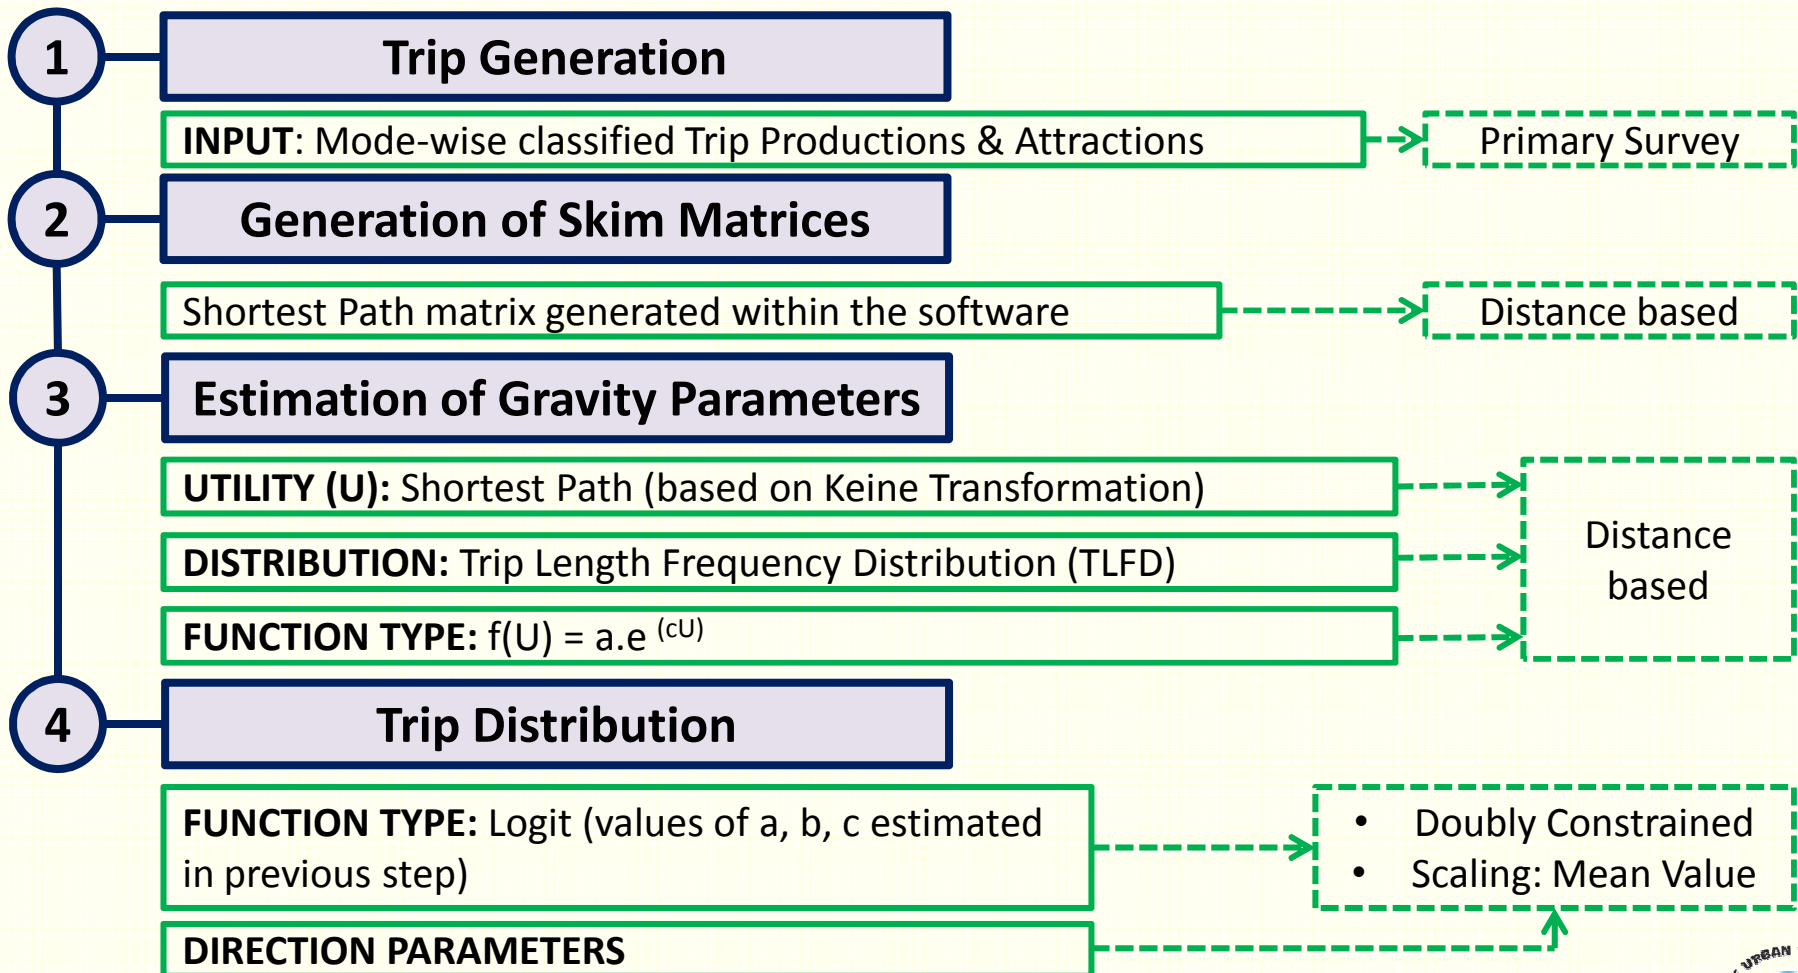 1
Trip Generation
INPUT: Mode-wise classified Trip Productions & Attractions
Primary Survey
2
Generation of Skim Matrices
Shortest Path matrix generated within the software
Distance based
3
Estimation of Gravity Parameters
UTILITY (U): Shortest Path (based on Keine Transformation)
DISTRIBUTION: Trip Length Frequency Distribution (TLFD)
FUNCTION TYPE: f(U) = a.e (cU)
Distance
based
4
Trip Distribution
FUNCTION TYPE: Logit (values of a, b, c estimated
in previous step)
• Doubly Constrained
• Scaling: Mean Value
DIRECTION PARAMETERS
URBAN